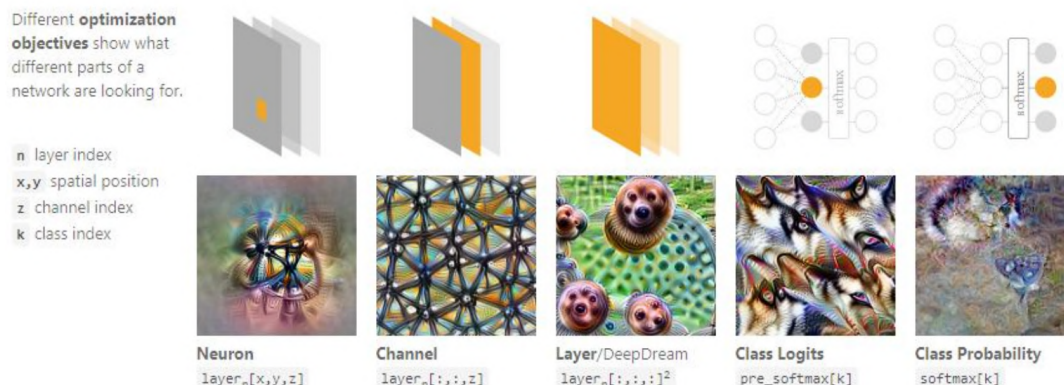 Different optimization
objectives show what
different parts of a
network are looking for.
n layer index
x,y spatial position
z channel index
k class index
softmax
softmax
Neuron
layerₙ[x,y,z]
Channel
layerₙ[:,:,z]
Layer/DeepDream
layerₙ[:,:,:]²
Class Logits
pre_softmax[k]
Class Probability
softmax[k]